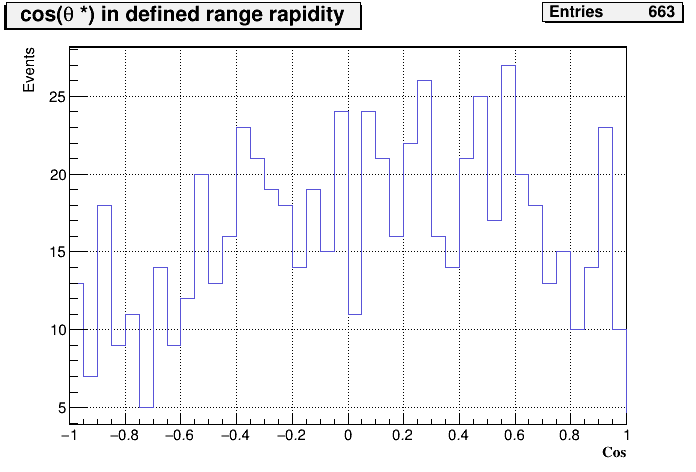 cos(θ *) in defined range rapidity
Entries 663
Events
25
20
15
10
5
−1 −0.8 −0.6 −0.4 −0.2 0 0.2 0.4 0.6 0.8 1
Cos